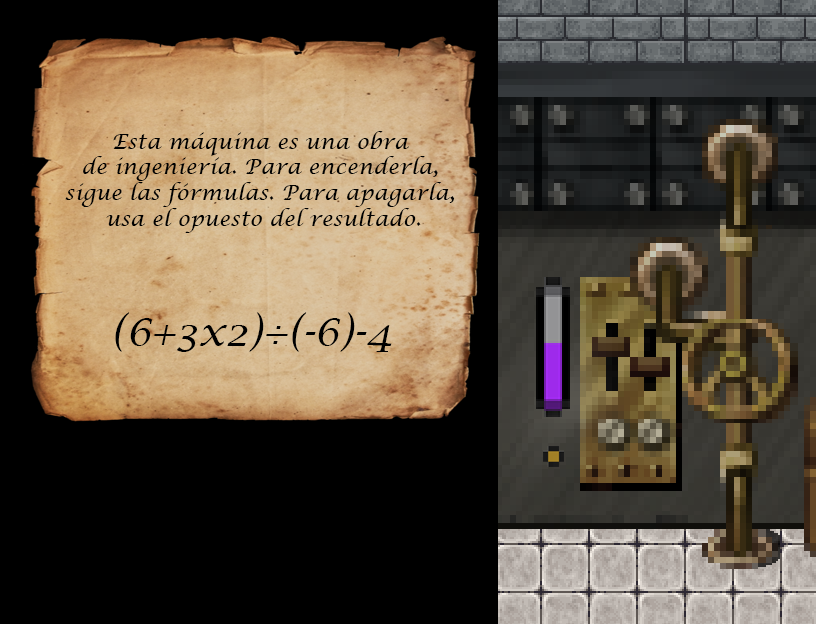 Esta máquina es una obra
de ingeniería. Para encenderla,
sigue las fórmulas. Para apagarla,
usa el opuesto del resultado.
(6+3x2)÷(-6)-4